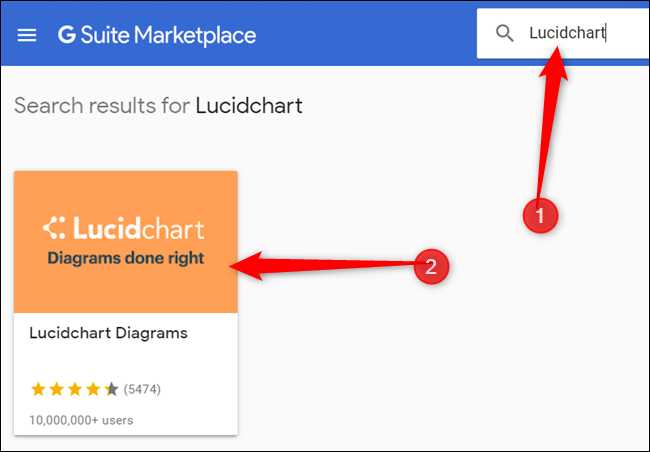 G Suite Marketplace
Lucidchart
Search results for Lucidchart
1
Lucidchart
Diagrams done right
2
Lucidchart Diagrams
(5474)
10,000,000+ users